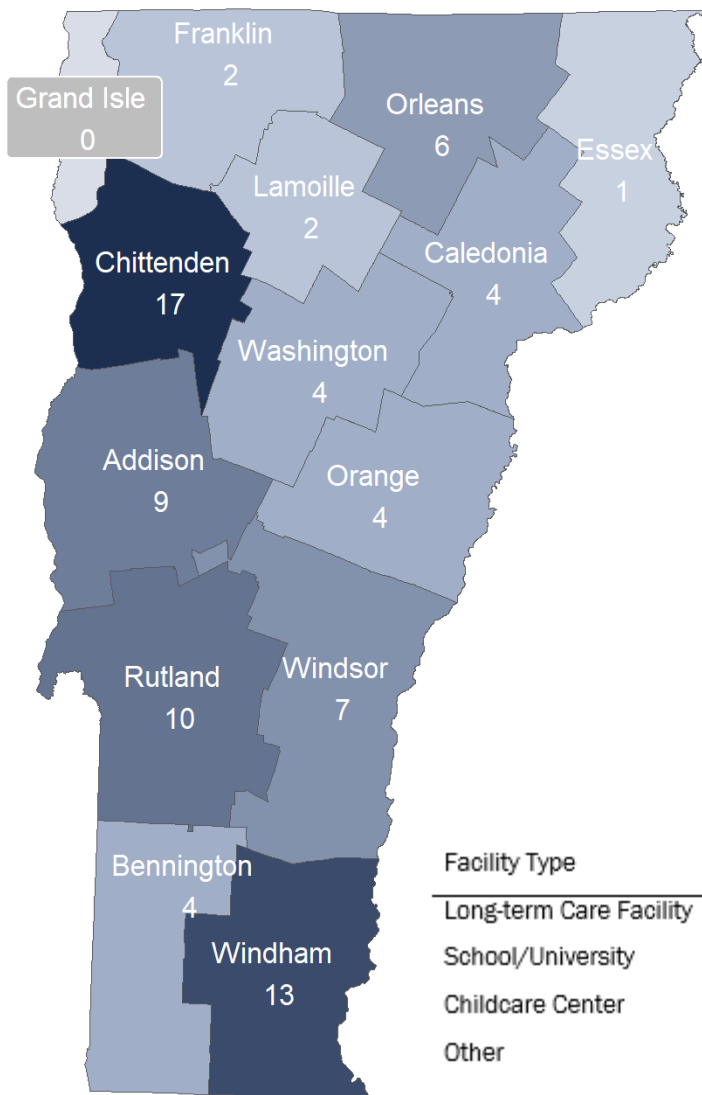 Franklin
2
Grand Isle
0
Orleans
6
Essex
1
Lamoille
2
Chittenden
17
Caledonia
4
Washington
4
Addison
9
Orange
4
Rutland
10
Windsor
7
Bennington
4
Windham
13
Facility Type
Long-term Care Facility
School/University
Childcare Center
Other